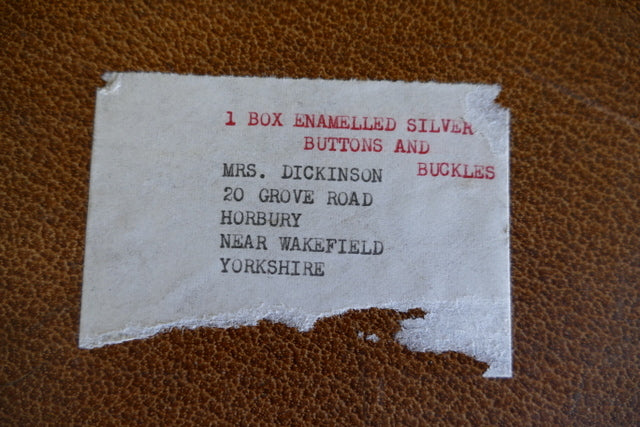 1 BOX ENAMELLED SILVER
BUTTONS AND
BUCKLES
MRS. DICKINSON
20 GROVE ROAD
HORBURY
NEAR WAKEFIELD
YORKSHIRE